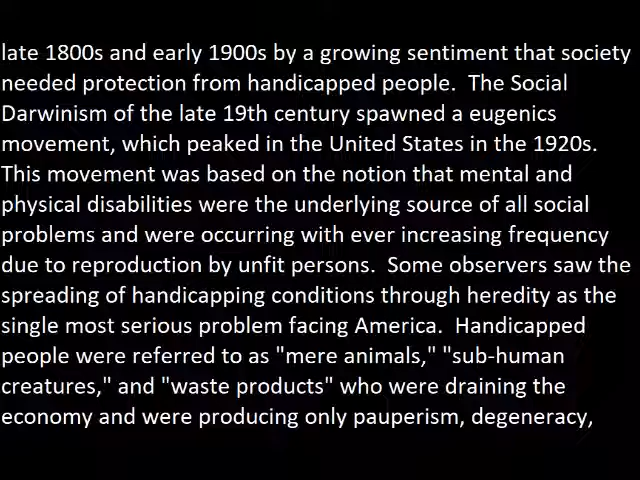 late 1800s and early 1900s by a growing sentiment that society
needed protection from handicapped people.  The Social
Darwinism of the late 19th century spawned a eugenics
movement, which peaked in the United States in the 1920s.
This movement was based on the notion that mental and
physical disabilities were the underlying source of all social
problems and were occurring with ever increasing frequency
due to reproduction by unfit persons.  Some observers saw the
spreading of handicapping conditions through heredity as the
single most serious problem facing America.  Handicapped
people were referred to as "mere animals," "sub-human
creatures," and "waste products" who were draining the
economy and were producing only pauperism, degeneracy,